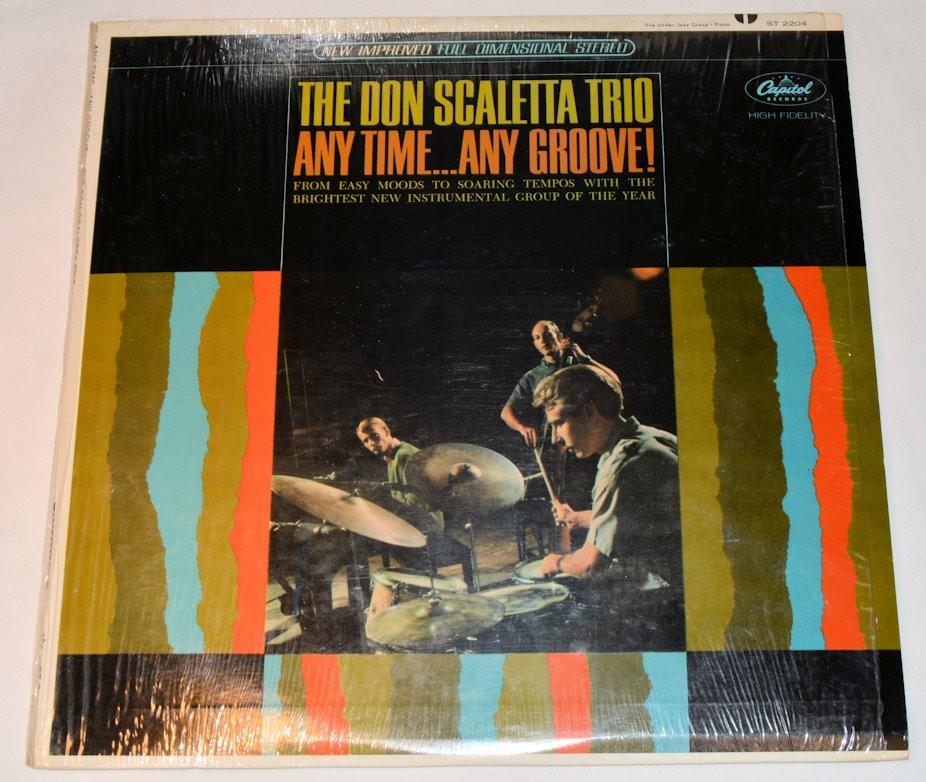 File Under: Jazz Group • Piano
ST 2204
NEW IMPROVED FULL DIMENSIONAL STEREO
Capitol
RECORDS
HIGH FIDELITY
THE DON SCALETTA TRIO
ANY TIME...ANY GROOVE!
FROM EASY MOODS TO SOARING TEMPOS WITH THE
BRIGHTEST NEW INSTRUMENTAL GROUP OF THE YEAR